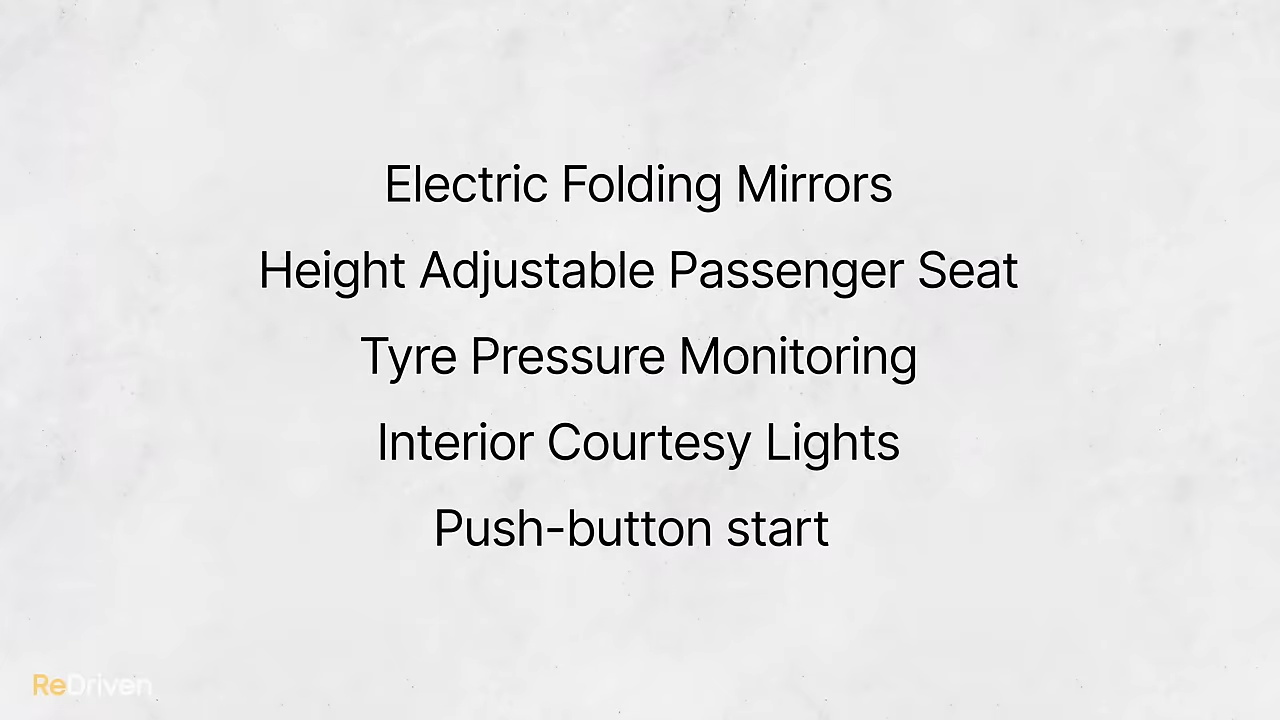 Electric Folding Mirrors
Height Adjustable Passenger Seat
Tyre Pressure Monitoring
Interior Courtesy Lights
Push-button start
ReDriven